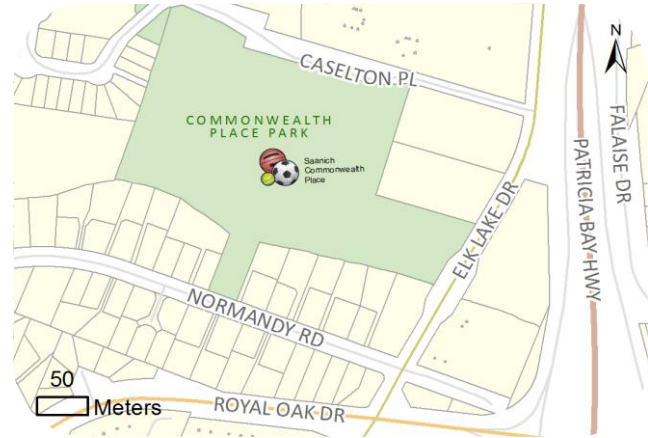 N
CASELTON PL
FALAISE DR
COMMONWEALTH
PLACE PARK
Saanich
Commonwealth
Place
PATRICIA BAY HWY
ELK LAKE DR
NORMANDY RD
50
Meters
ROYAL OAK DR